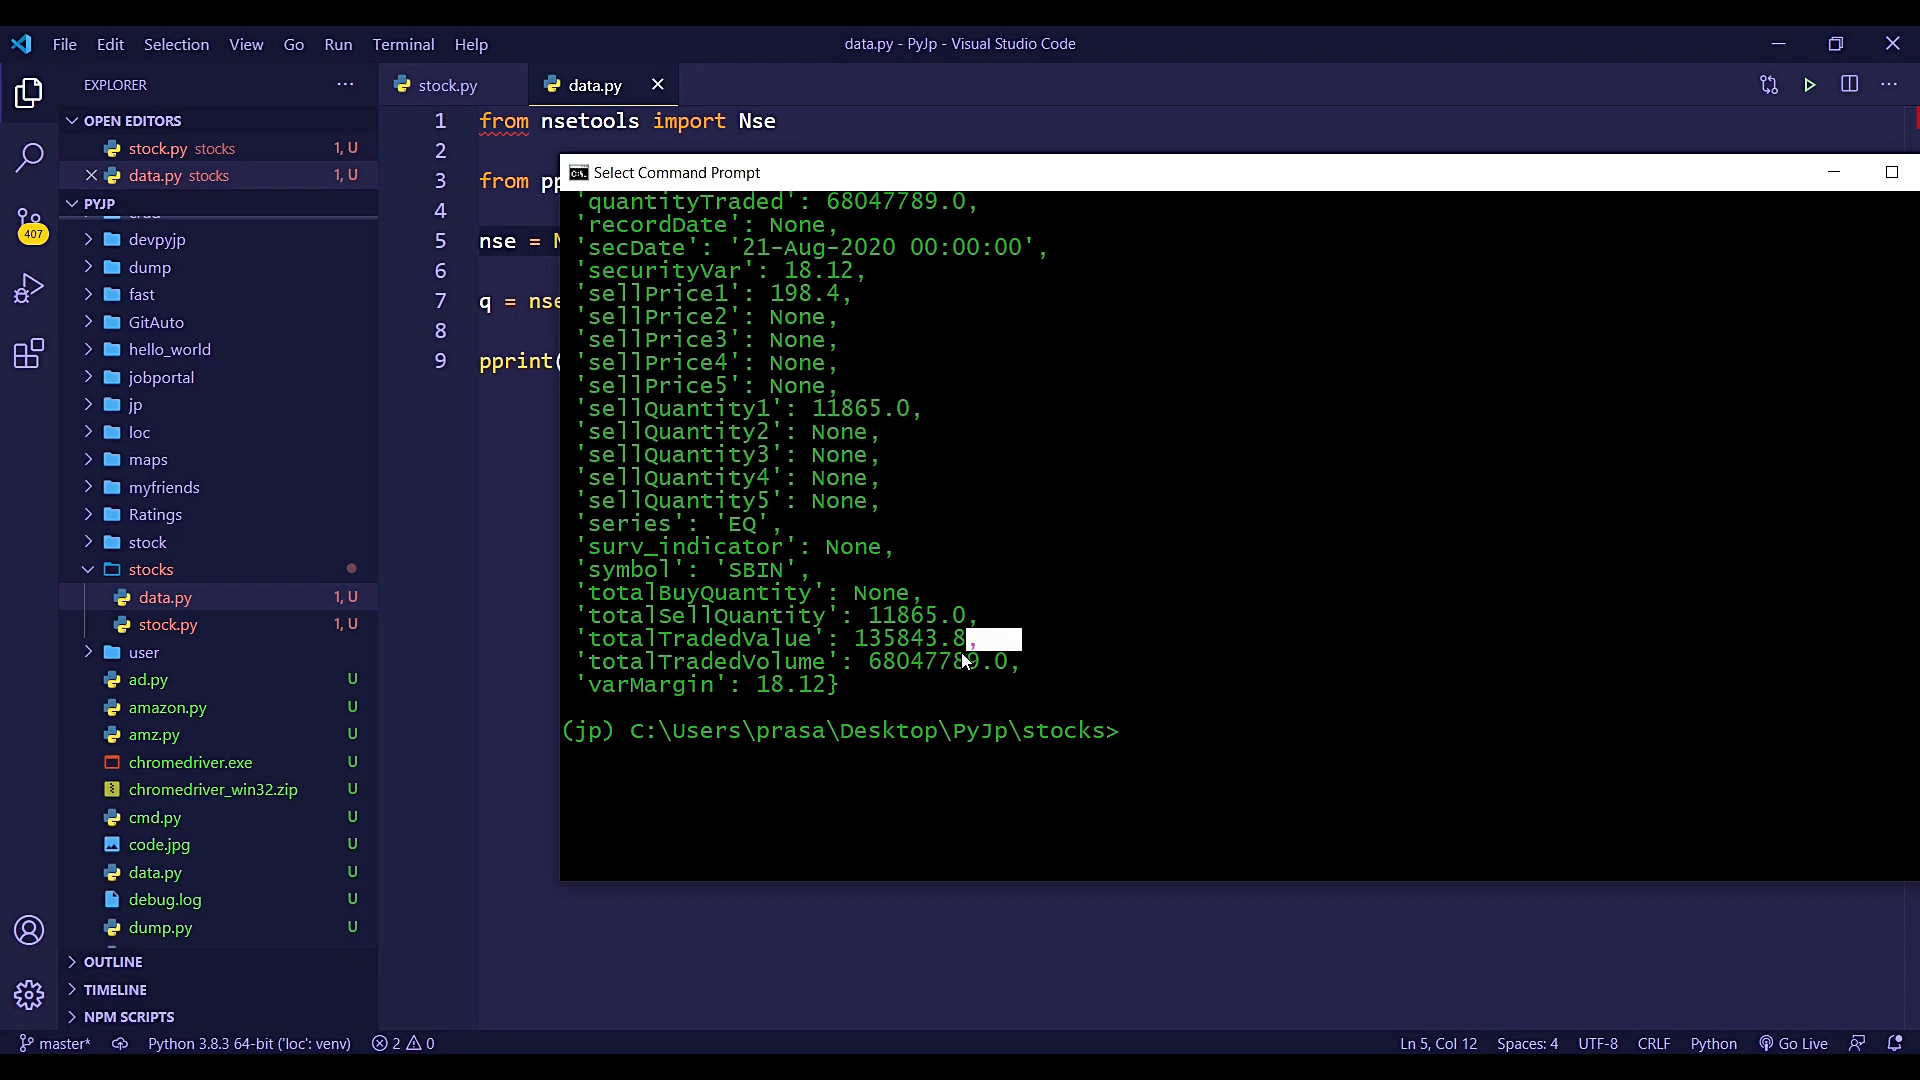 File Edit Selection View Go Run Terminal Help
data.py - PyJp - Visual Studio Code
EXPLORER
OPEN EDITORS
stock.py stocks 1, U
data.py stocks 1, U
PYJP
devpyjp
dump
fast
GitAuto
hello_world
jobportal
jp
loc
maps
myfriends
Ratings
stock
stocks
data.py 1, U
stock.py 1, U
user
ad.py U
amazon.py U
amz.py U
chromedriver.exe U
chromedriver_win32.zip U
cmd.py U
code.jpg U
data.py U
debug.log U
dump.py U
OUTLINE
TIMELINE
NPM SCRIPTS
407
stock.py
data.py
1 from nsetools import Nse
2
3 from pp
4
5 nse = N
6
7 q = nse
8
9 pprint(
Select Command Prompt
'quantityTraded': 68047789.0,
'recordDate': None,
'secDate': '21-Aug-2020 00:00:00',
'securityVar': 18.12,
'sellPrice1': 198.4,
'sellPrice2': None,
'sellPrice3': None,
'sellPrice4': None,
'sellPrice5': None,
'sellQuantity1': 11865.0,
'sellQuantity2': None,
'sellQuantity3': None,
'sellQuantity4': None,
'sellQuantity5': None,
'series': 'EQ',
'surv_indicator': None,
'symbol': 'SBIN',
'totalBuyQuantity': None,
'totalSellQuantity': 11865.0,
'totalTradedValue': 135843.8,
'totalTradedVolume': 68047789.0,
'varMargin': 18.12}
(jp) C:\Users\prasa\Desktop\PyJp\stocks>
master* Python 3.8.3 64-bit ('loc': venv) 2 0
Ln 5, Col 12 Spaces: 4 UTF-8 CRLF Python Go Live